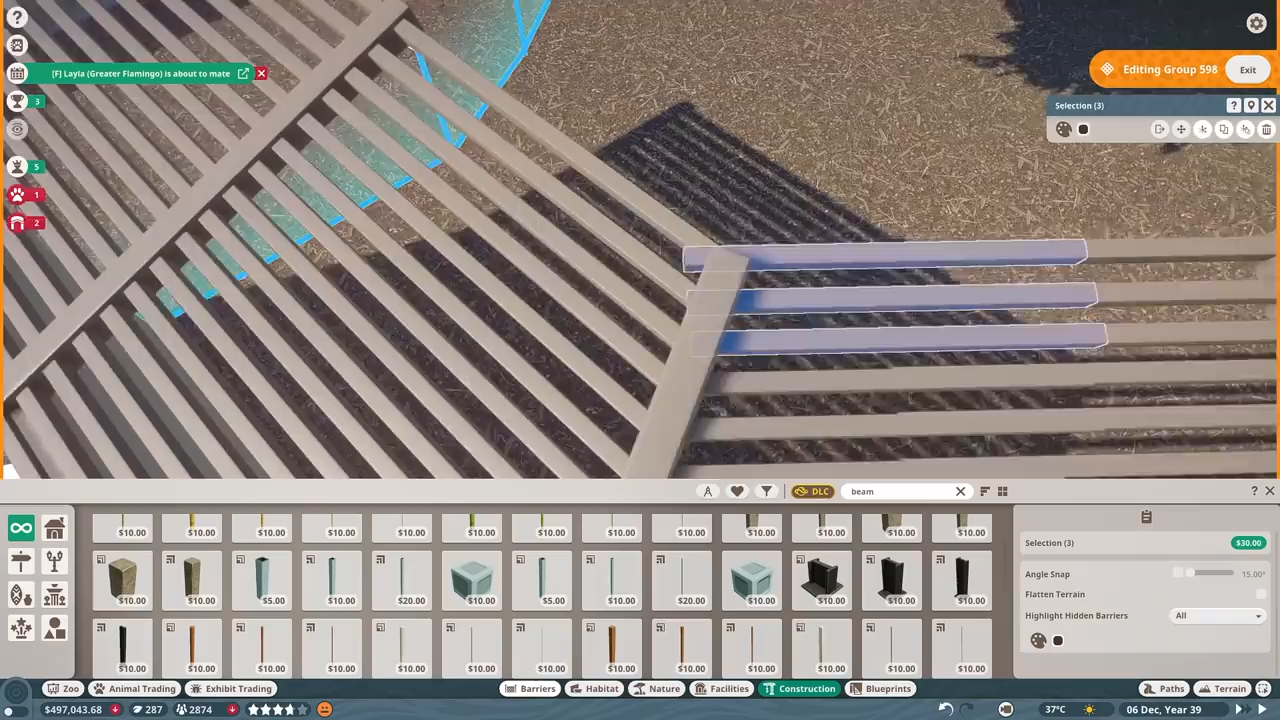 ?
[F] Layla (Greater Flamingo) is about to mate
3
5
1
2
Editing Group 598
Exit
Selection (3)
?
A
DLC
beam
?
$10.00 $10.00 $10.00 $10.00 $10.00 $10.00 $10.00 $10.00 $10.00 $10.00 $10.00 $10.00 $10.00
$10.00 $10.00 $5.00 $10.00 $20.00 $10.00 $5.00 $10.00 $20.00 $10.00 $10.00 $10.00 $10.00
$10.00 $10.00 $10.00 $10.00 $10.00 $10.00 $10.00 $10.00 $10.00 $10.00 $10.00 $10.00 $10.00
Selection (3) $30.00
Angle Snap 15.00°
Flatten Terrain
Highlight Hidden Barriers All
Zoo Animal Trading Exhibit Trading Barriers Habitat Nature Facilities Construction Blueprints Paths Terrain
$497,043.68 287 2874 37°C 06 Dec, Year 39